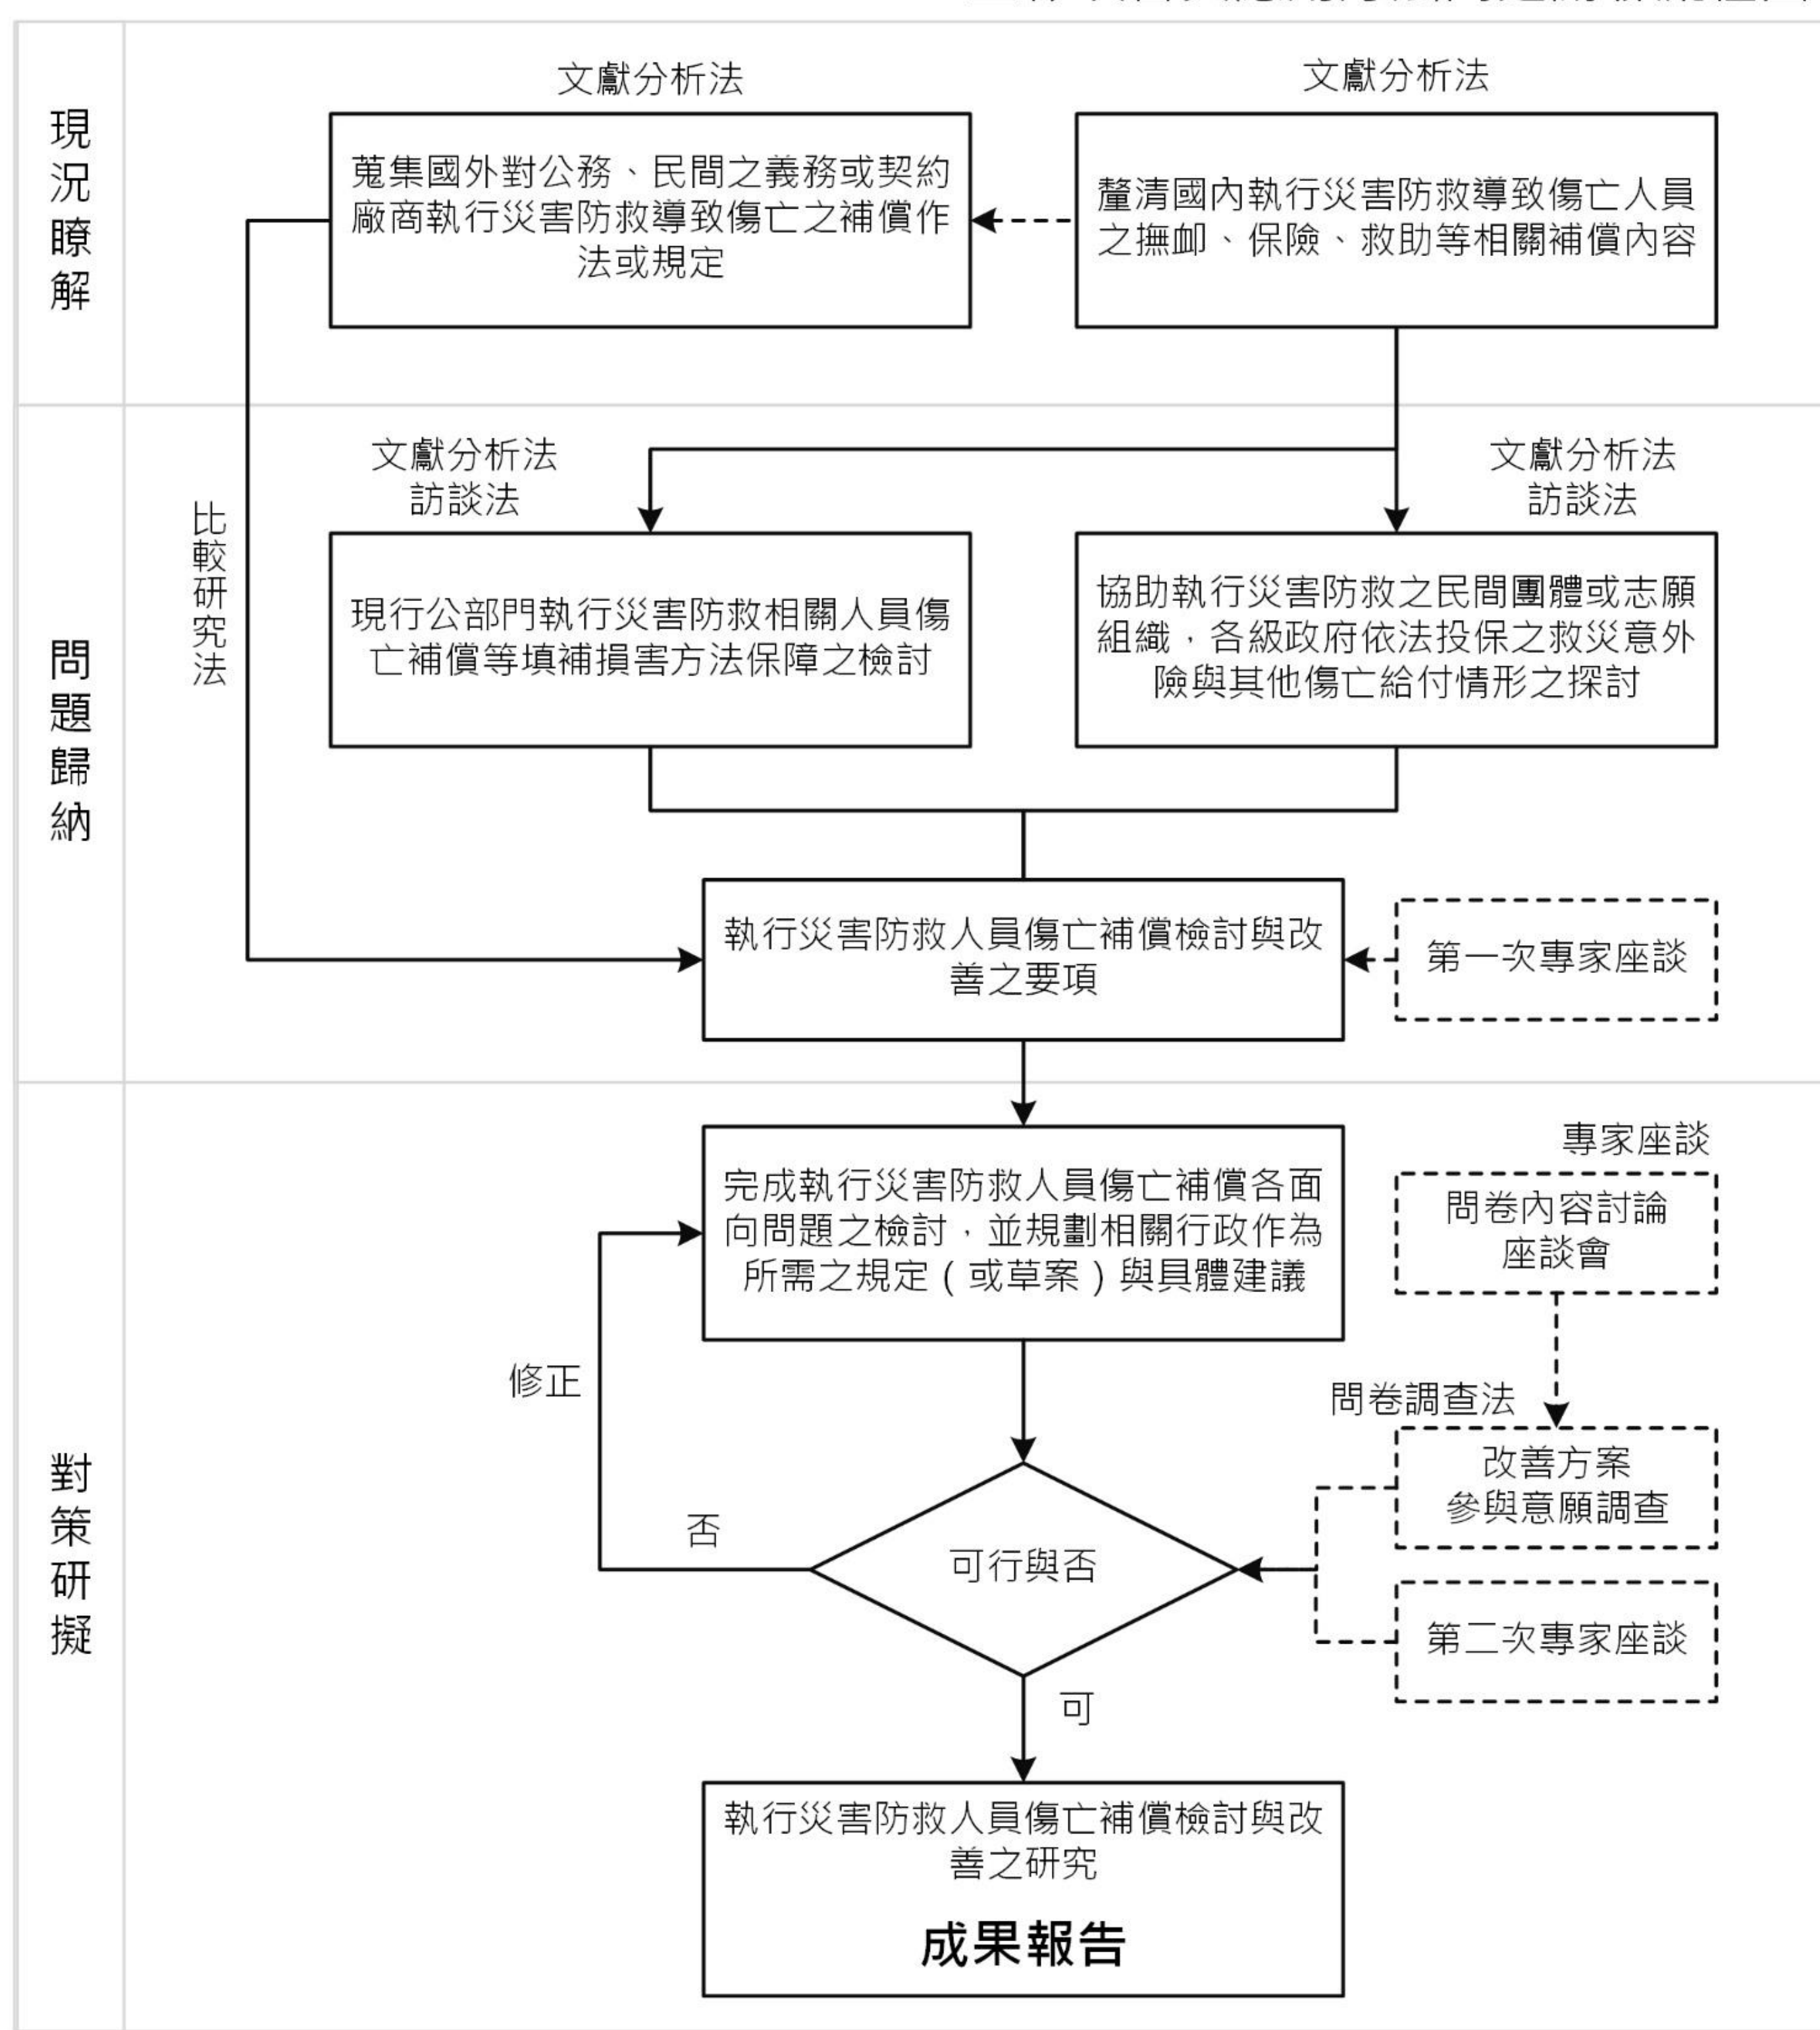 現況瞭解
文獻分析法
蒐集國外對公務、民間之義務或契約
廠商執行災害防救導致傷亡之補償作
法或規定
文獻分析法
釐清國內執行災害防救導致傷亡人員
之撫卹、保險、救助等相關補償內容
問題歸納
比較研究法
文獻分析法
訪談法
現行公部門執行災害防救相關人員傷
亡補償等填補損害方法保障之檢討
文獻分析法
訪談法
協助執行災害防救之民間團體或志願
組織，各級政府依法投保之救災意外
險與其他傷亡給付情形之探討
執行災害防救人員傷亡補償檢討與改
善之要項
第一次專家座談
對策研擬
完成執行災害防救人員傷亡補償各面
向問題之檢討，並規劃相關行政作為
所需之規定（或草案）與具體建議
專家座談
問卷內容討論
座談會
修正
問卷調查法
改善方案
參與意願調查
否
可行與否
第二次專家座談
可
執行災害防救人員傷亡補償檢討與改
善之研究
成果報告